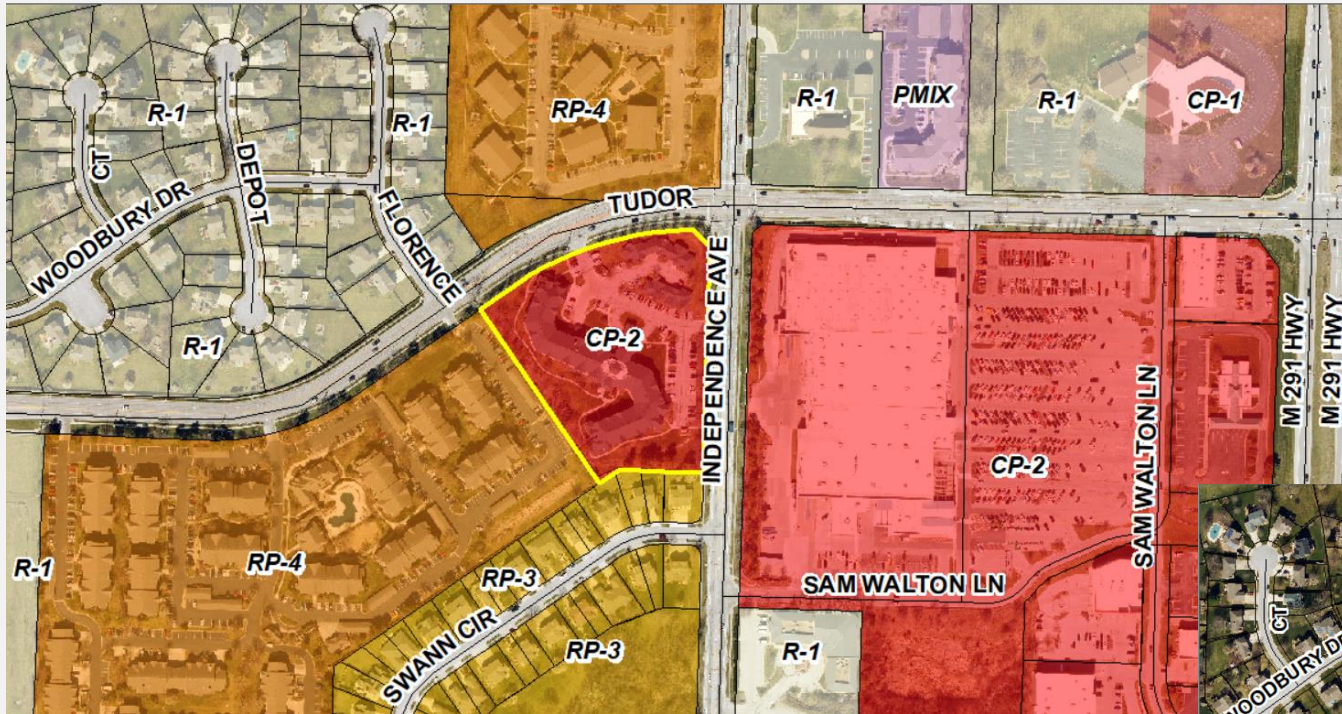 R-1
R-1
RP-4
R-1
PMIX
R-1
CP-1
CT
DEPOT
WOODBURY DR
FLORENCE
TUDOR
INDEPENDENCE AVE
R-1
CP-2
M 291 HWY
M 291 HWY
SAM WALTON LN
CP-2
R-1
RP-4
RP-3
SAM WALTON LN
SWANN CIR
RP-3
R-1
CT
WOODBURY DR